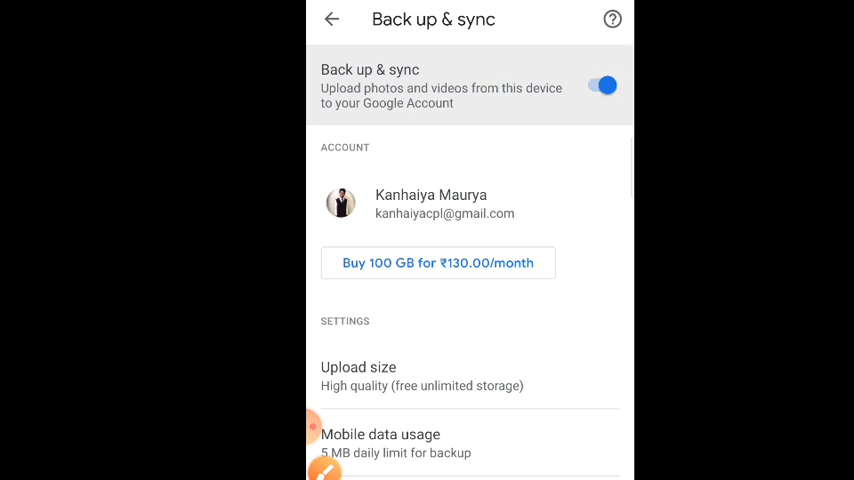 Back up & sync
Back up & sync
Upload photos and videos from this device
to your Google Account
ACCOUNT
Kanhaiya Maurya
kanhaiyacpl@gmail.com
Buy 100 GB for ₹130.00/month
SETTINGS
Upload size
High quality (free unlimited storage)
Mobile data usage
5 MB daily limit for backup